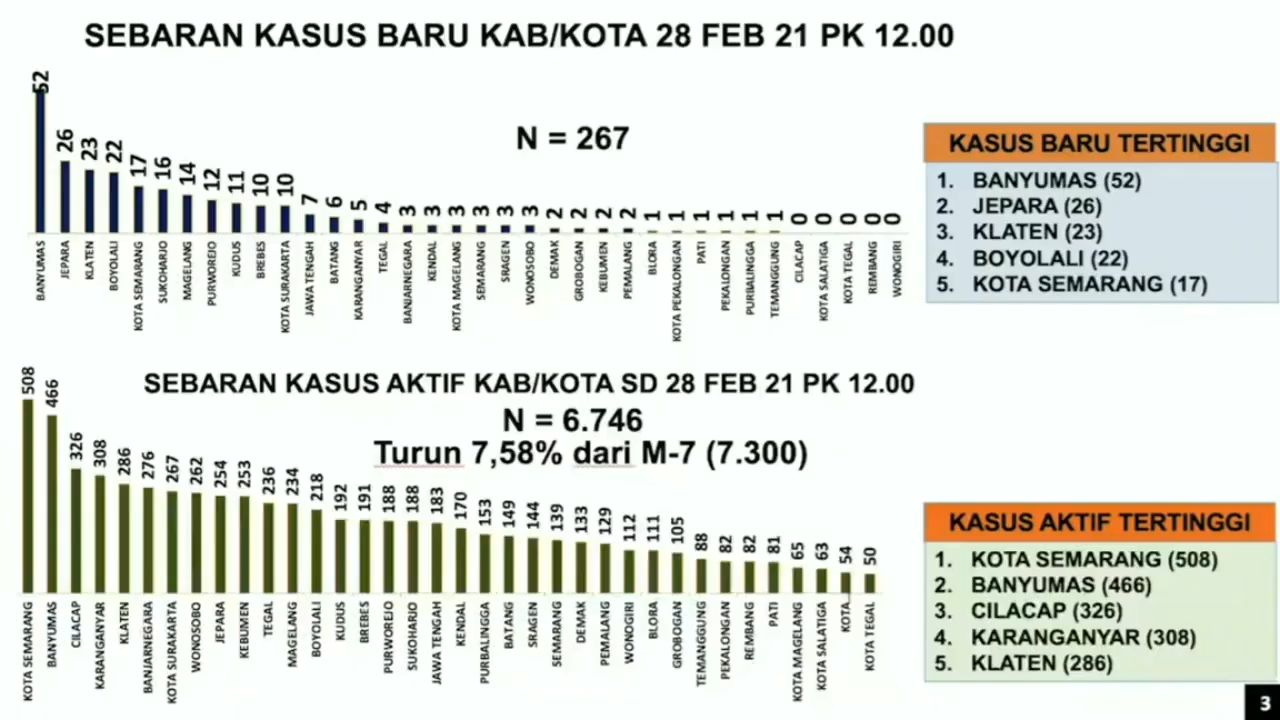 SEBARAN KASUS BARU KAB/KOTA 28 FEB 21 PK 12.00
N = 267
52
26
23
22
17
16
14
12
11
10
10
7
6
5
4
3
3
3
3
3
3
2
2
2
2
1
1
1
1
1
1
0
0
0
0
0
BANYUMAS
JEPARA
KLATEN
BOYOLALI
KOTA SEMARANG
SUKOHARJO
MAGELANG
PURWOREJO
KUDUS
BREBES
KOTA SURAKARTA
JAWA TENGAH
BATANG
KARANGANYAR
TEGAL
BANJARNEGARA
KENDAL
KOTA MAGELANG
SEMARANG
SRAGEN
WONOSOBO
DEMAK
GROBOGAN
KEBUMEN
PEMALANG
BLORA
KOTA PEKALONGAN
PATI
PEKALONGAN
PURBALINGGA
TEMANGGUNG
CILACAP
KOTA SALATIGA
KOTA TEGAL
REMBANG
WONOGIRI
KASUS BARU TERTINGGI
1. BANYUMAS (52)
2. JEPARA (26)
3. KLATEN (23)
4. BOYOLALI (22)
5. KOTA SEMARANG (17)
SEBARAN KASUS AKTIF KAB/KOTA SD 28 FEB 21 PK 12.00
N = 6.746
Turun 7,58% dari M-7 (7.300)
508
466
326
308
286
276
267
262
254
253
236
234
218
192
191
188
188
183
170
153
149
144
139
133
129
112
111
105
88
82
82
81
65
63
54
50
KOTA SEMARANG
BANYUMAS
CILACAP
KARANGANYAR
KLATEN
BANJARNEGARA
KOTA SURAKARTA
WONOSOBO
JEPARA
KEBUMEN
TEGAL
MAGELANG
BOYOLALI
KUDUS
BREBES
PURWOREJO
SUKOHARJO
JAWA TENGAH
KENDAL
PURBALINGGA
BATANG
SRAGEN
SEMARANG
DEMAK
PEMALANG
WONOGIRI
BLORA
GROBOGAN
TEMANGGUNG
PEKALONGAN
REMBANG
PATI
KOTA MAGELANG
KOTA SALATIGA
KOTA
KOTA TEGAL
KASUS AKTIF TERTINGGI
1. KOTA SEMARANG (508)
2. BANYUMAS (466)
3. CILACAP (326)
4. KARANGANYAR (308)
5. KLATEN (286)
3